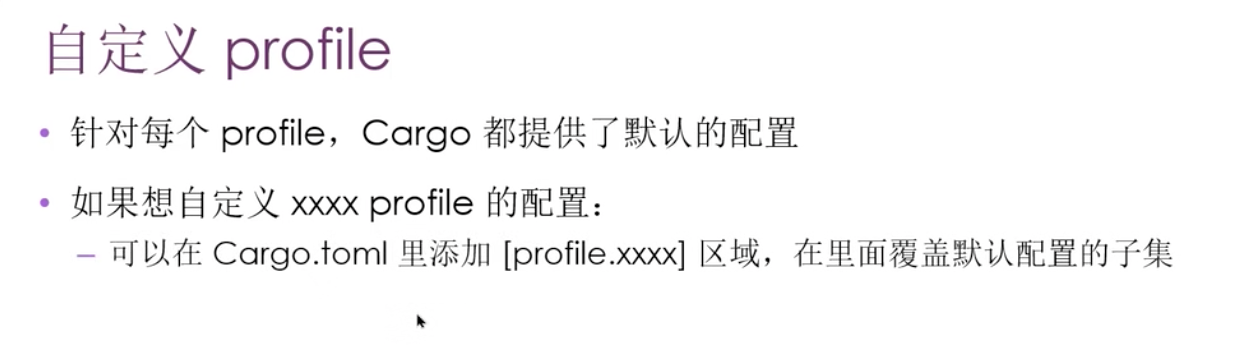 自定义 profile
• 针对每个 profile，Cargo 都提供了默认的配置
• 如果想自定义 xxxx profile 的配置：
– 可以在 Cargo.toml 里添加 [profile.xxxx] 区域，在里面覆盖默认配置的子集